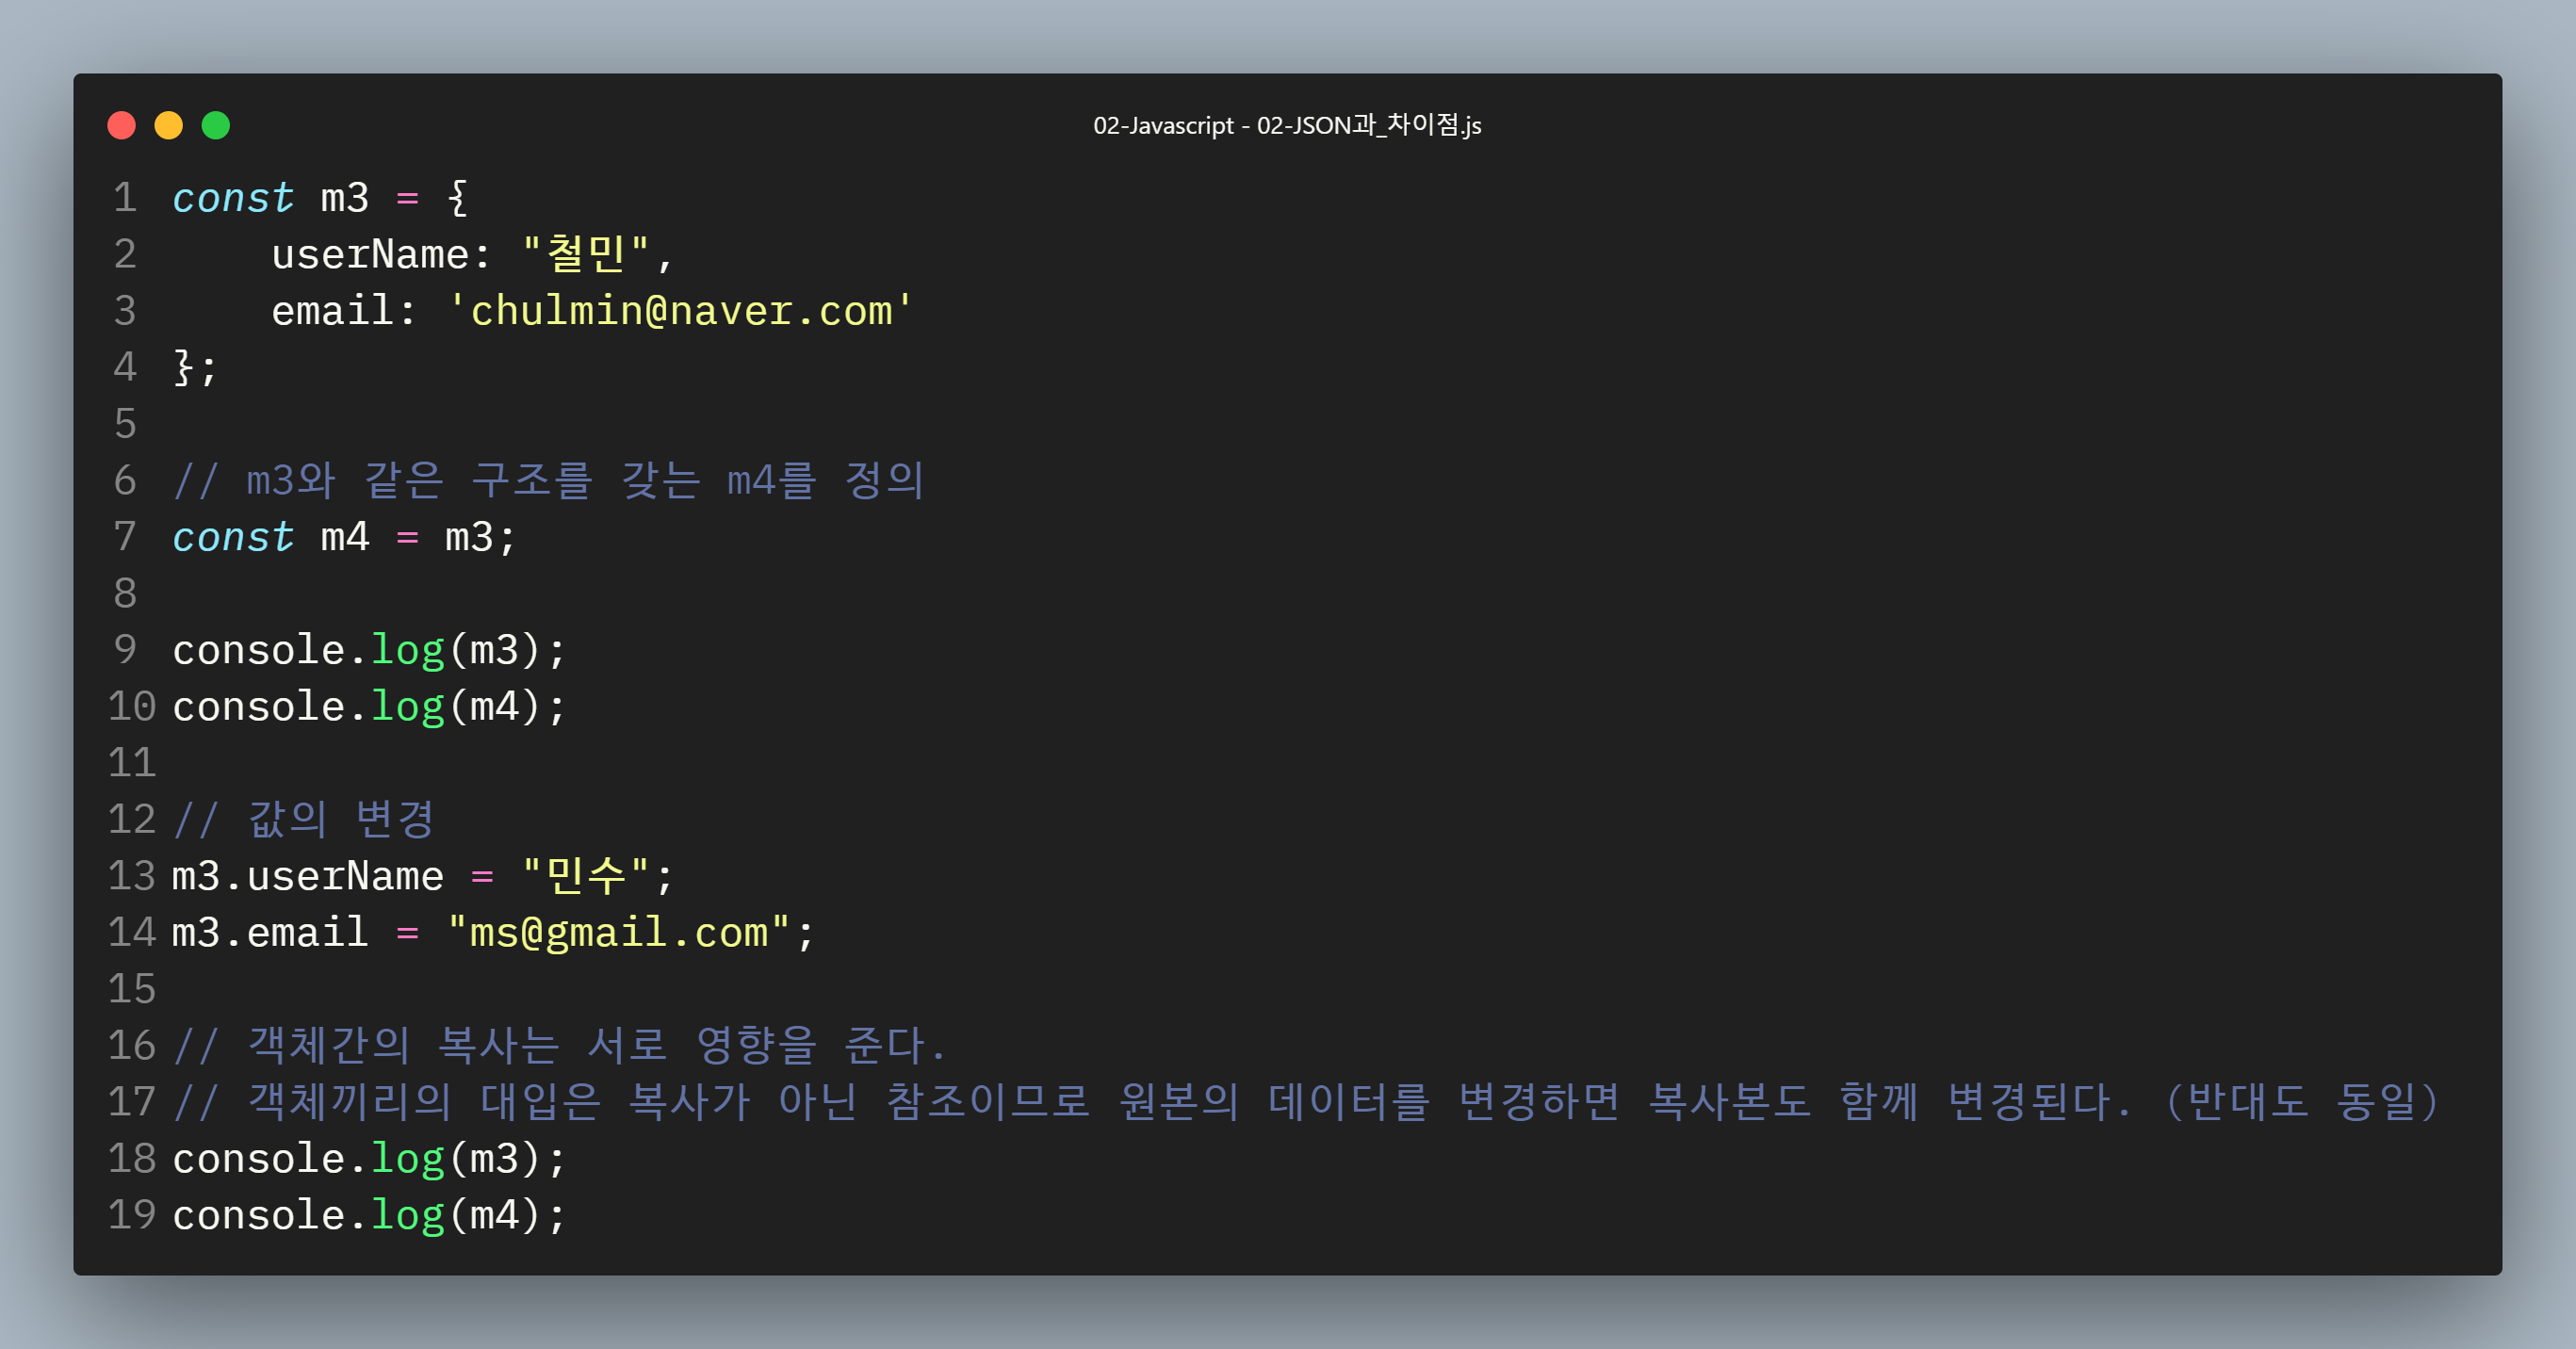 02-Javascript - 02-JSON과_차이점.js
1 const m3 = {
2     userName: "철민",
3     email: 'chulmin@naver.com'
4 };
5
6 // m3와 같은 구조를 갖는 m4를 정의
7 const m4 = m3;
8
9 console.log(m3);
10 console.log(m4);
11
12 // 값의 변경
13 m3.userName = "민수";
14 m3.email = "ms@gmail.com";
15
16 // 객체간의 복사는 서로 영향을 준다.
17 // 객체끼리의 대입은 복사가 아닌 참조이므로 원본의 데이터를 변경하면 복사본도 함께 변경된다. (반대도 동일)
18 console.log(m3);
19 console.log(m4);